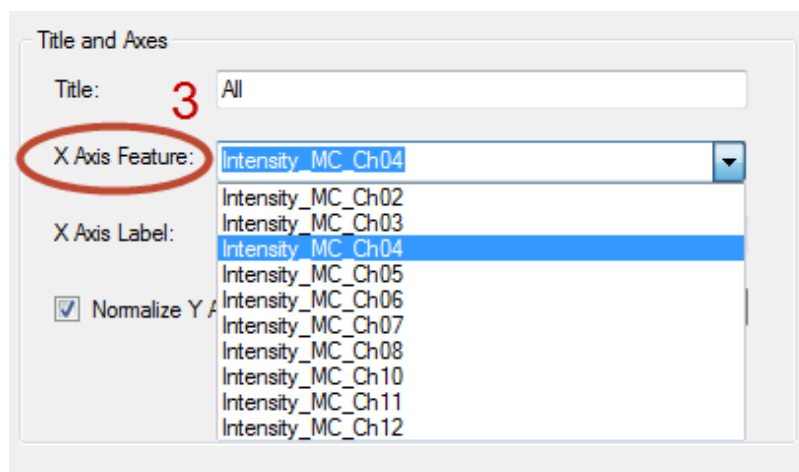 Title and Axes
Title: All
3
X Axis Feature: Intensity_MC_Ch04
Intensity_MC_Ch02
Intensity_MC_Ch03
X Axis Label:
Intensity_MC_Ch04
Intensity_MC_Ch05
Normalize Y
Intensity_MC_Ch06
Intensity_MC_Ch07
Intensity_MC_Ch08
Intensity_MC_Ch10
Intensity_MC_Ch11
Intensity_MC_Ch12